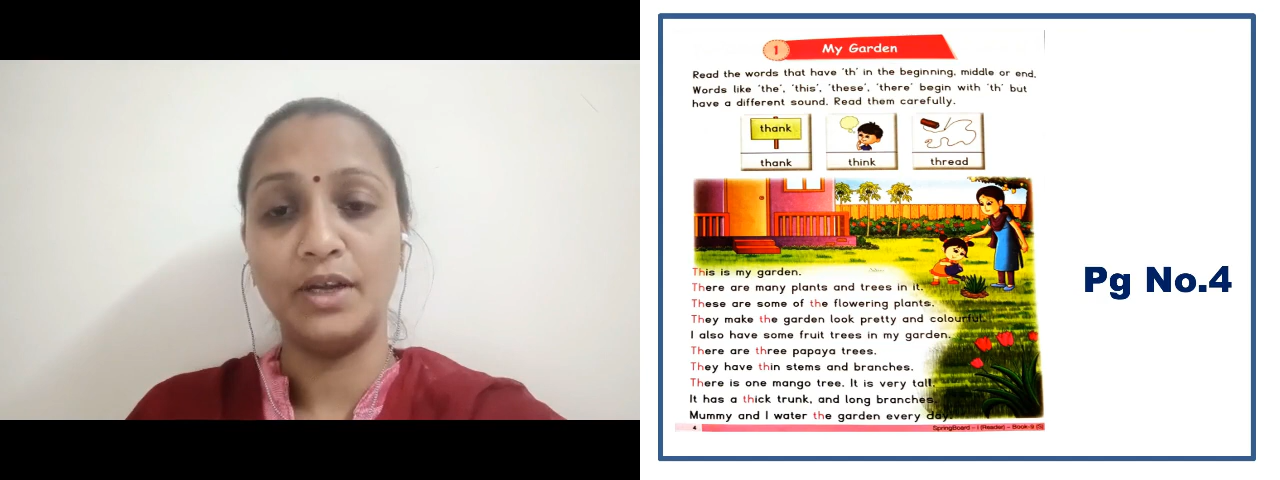 1 My Garden
Read the words that have 'th' in the beginning, middle or end.
Words like 'the', 'this', 'these', 'there' begin with 'th' but
have a different sound. Read them carefully.
thank
thank think thread
This is my garden.
There are many plants and trees in it.
These are some of the flowering plants.
They make the garden look pretty and colourful.
I also have some fruit trees in my garden.
There are three papaya trees.
They have thin stems and branches.
There is one mango tree. It is very tall.
It has a thick trunk, and long branches.
Mummy and I water the garden every day.
4 SpringBoard – I (Reader) – Book-9 (S)
Pg No.4